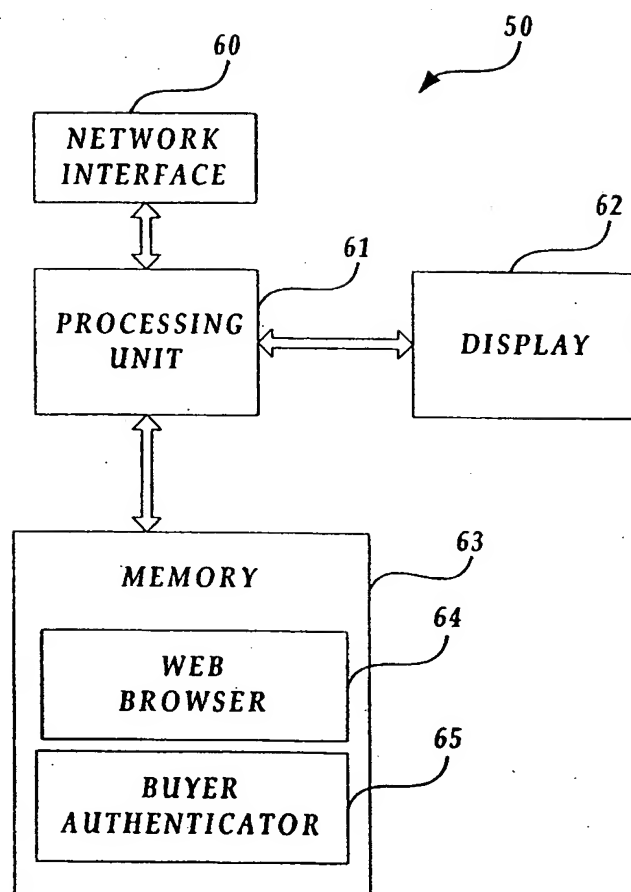 50
60
NETWORK
INTERFACE
61
PROCESSING
UNIT
62
DISPLAY
63
MEMORY
64
WEB
BROWSER
65
BUYER
AUTHENTICATOR